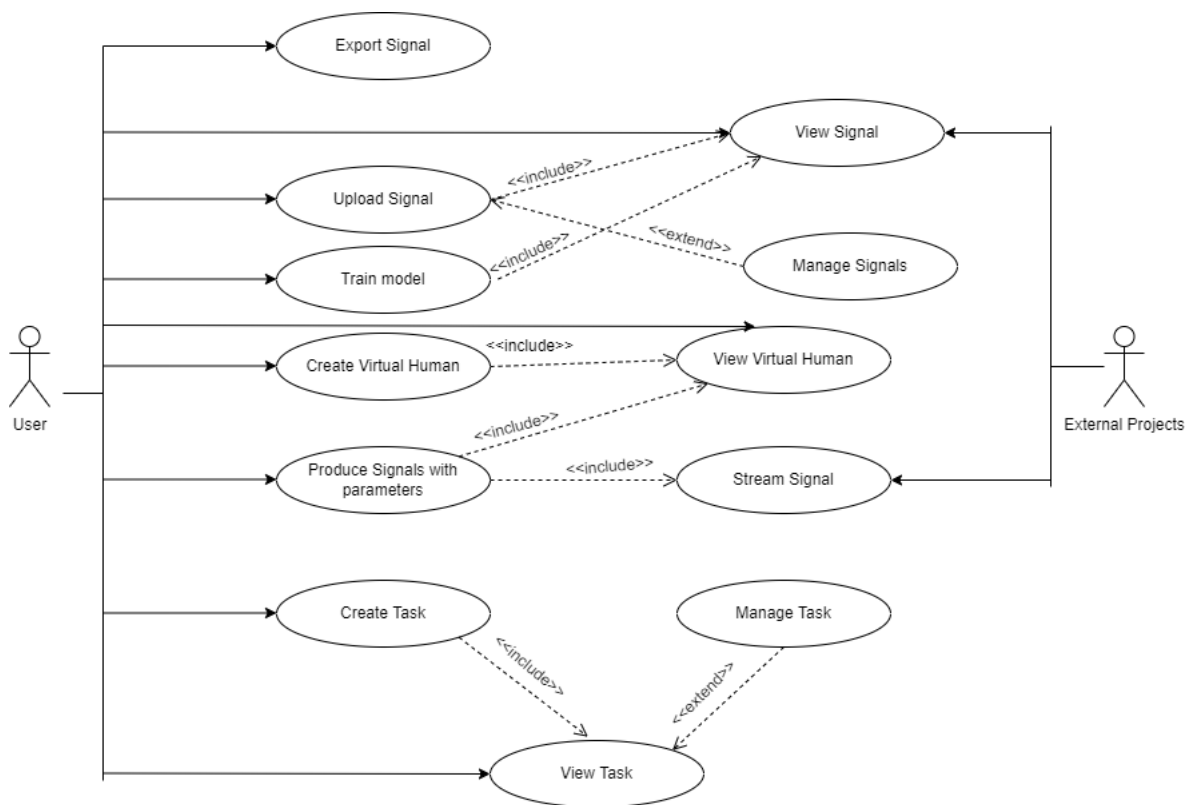 Export Signal
View Signal
<<include>>
Upload Signal
<<extend>>
<<include>>
Manage Signals
Train model
<<include>>
Create Virtual Human
View Virtual Human
User
External Projects
<<include>>
Produce Signals with
parameters
<<include>>
Stream Signal
Create Task
Manage Task
<<include>>
<<extend>>
View Task